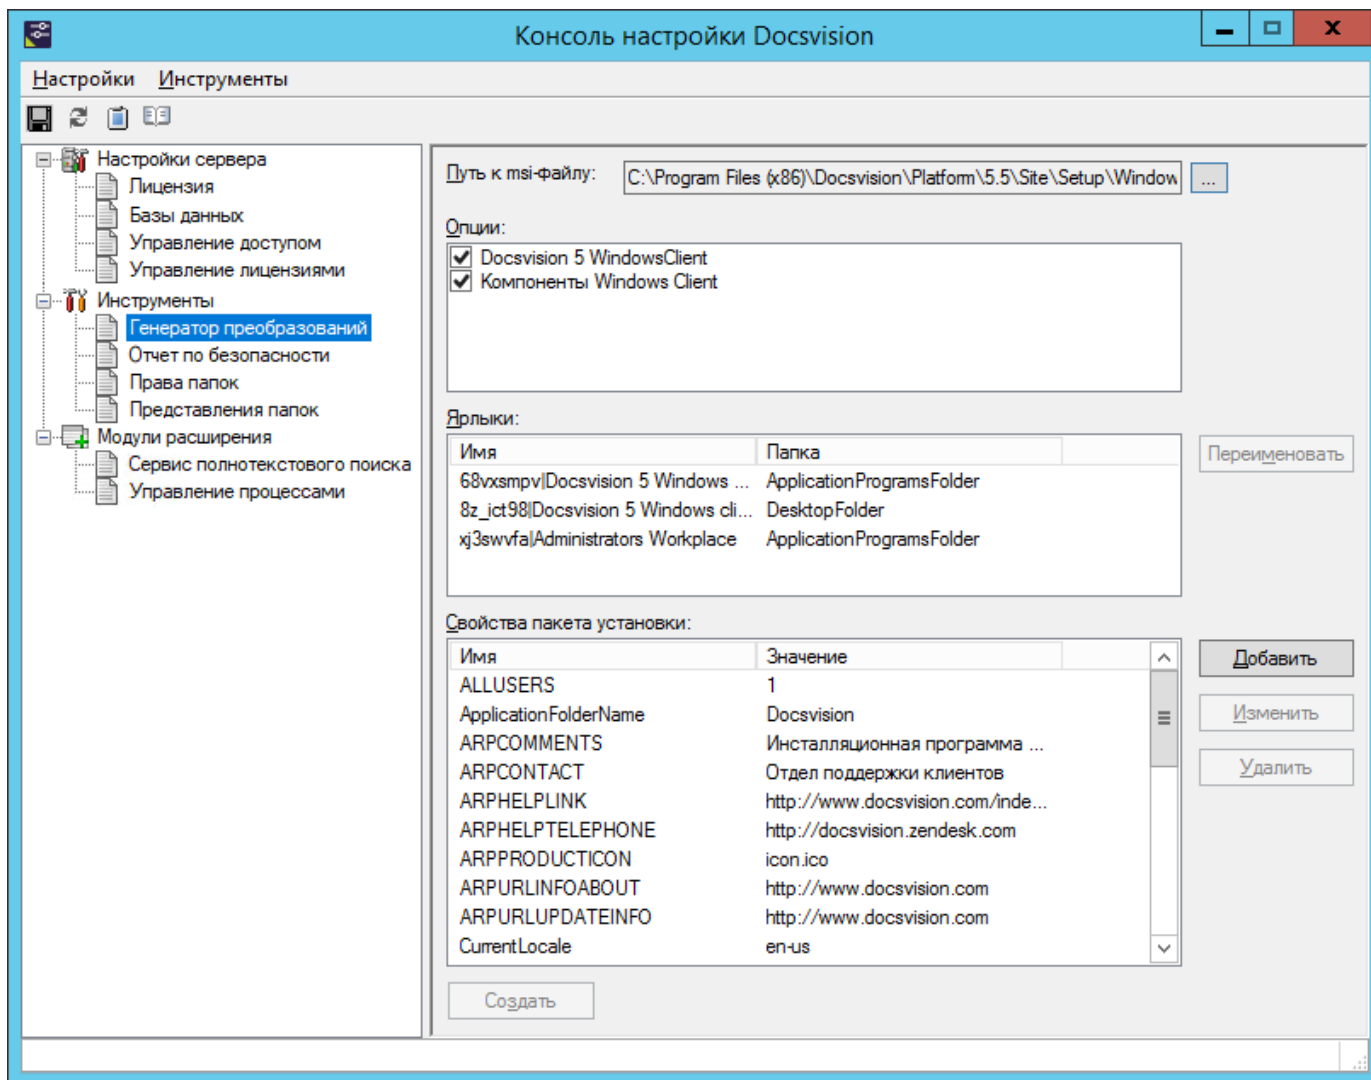 Консоль настройки Docsvision
Настройки Инструменты
Настройки сервера
Лицензия
Базы данных
Управление доступом
Управление лицензиями
Инструменты
Генератор преобразований
Отчет по безопасности
Права папок
Представления папок
Модули расширения
Сервис полнотекстового поиска
Управление процессами
Путь к msi-файлу: C:\Program Files (x86)\Docsvision\Platform\5.5\Site\Setup\Window ...
Опции:
Docsvision 5 WindowsClient
Компоненты Windows Client
Ярлыки:
Имя Папка
68vxsmpv|Docsvision 5 Windows ... ApplicationProgramsFolder
8z_ict98|Docsvision 5 Windows cli... DesktopFolder
xj3swvfa|Administrators Workplace ApplicationProgramsFolder
Переименовать
Свойства пакета установки:
Имя Значение
ALLUSERS 1
ApplicationFolderName Docsvision
ARPCOMMENTS Инсталляционная программа ...
ARPCONTACT Отдел поддержки клиентов
ARPHELPLINK http://www.docsvision.com/inde...
ARPHELPTELEPHONE http://docsvision.zendesk.com
ARPPRODUCTICON icon.ico
ARPURLINFOABOUT http://www.docsvision.com
ARPURLUPDATEINFO http://www.docsvision.com
CurrentLocale en-us
Добавить
Изменить
Удалить
Создать